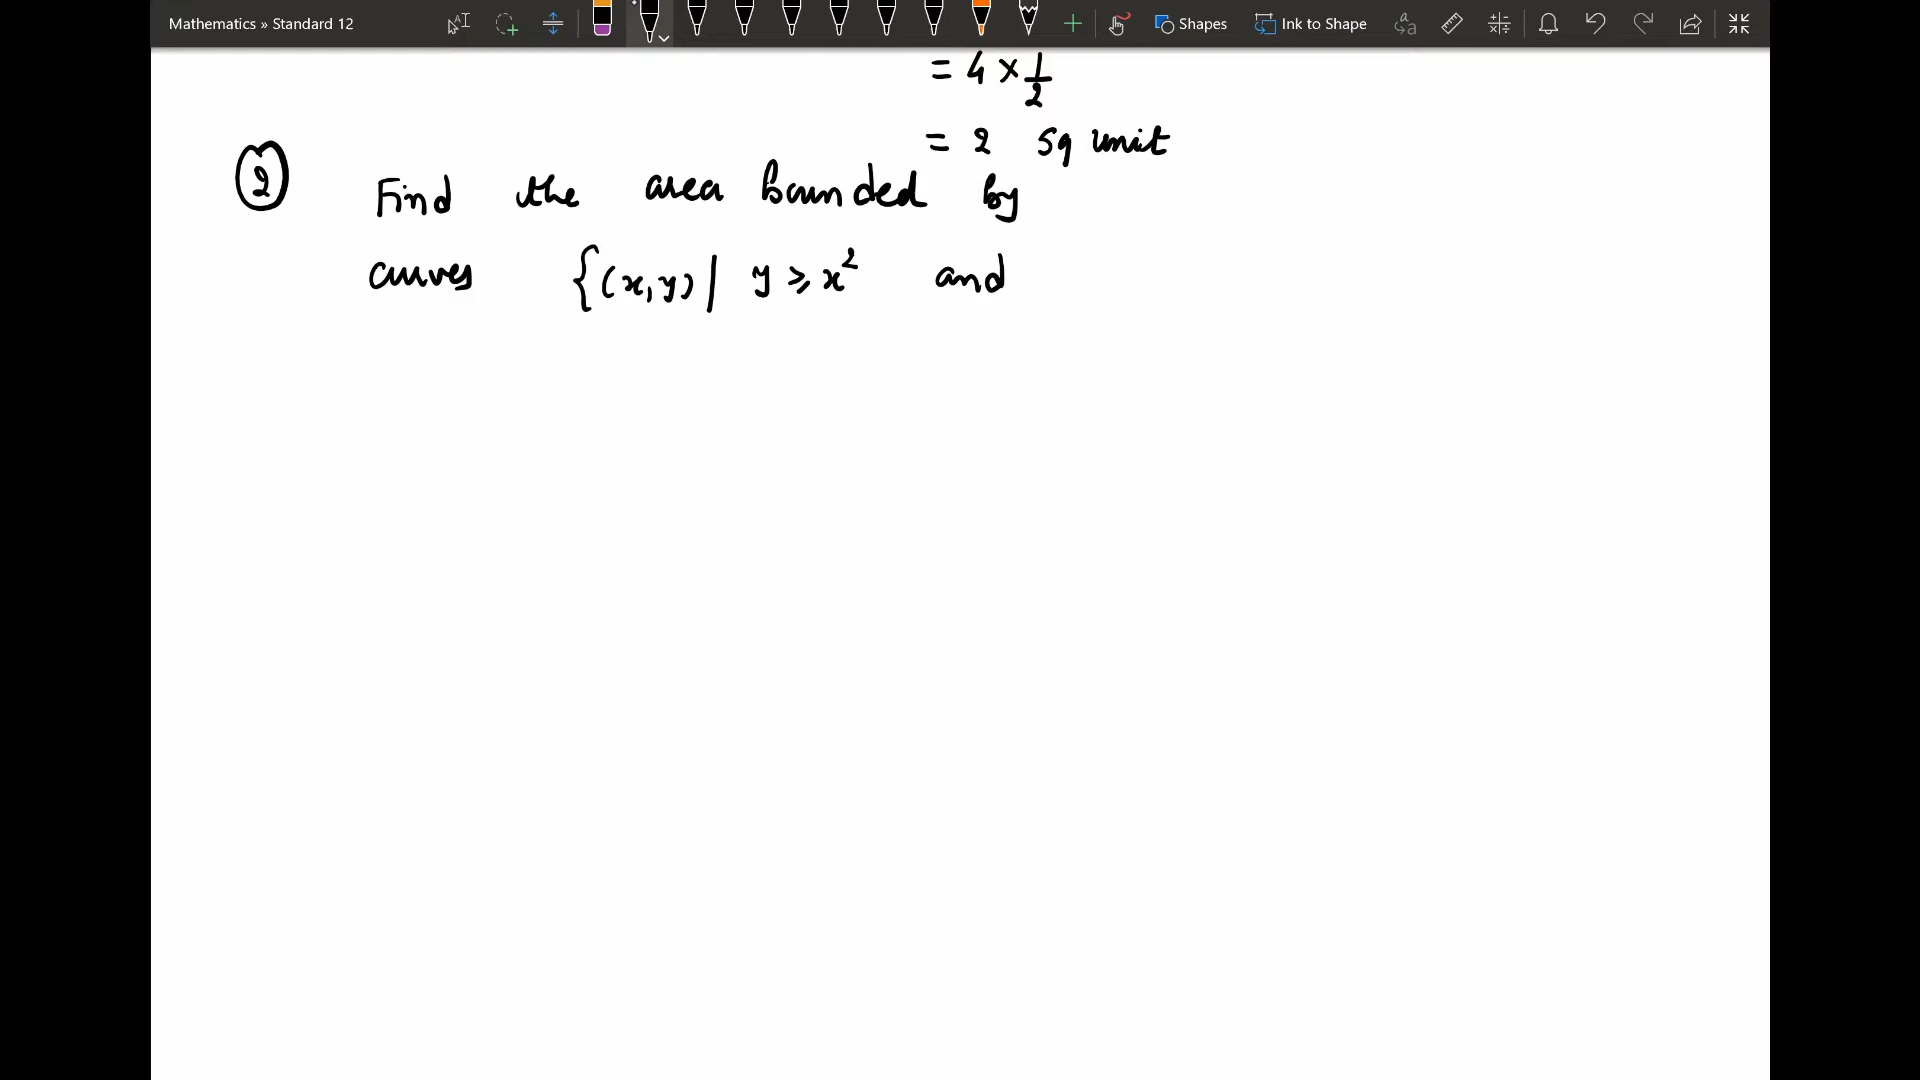 Mathematics » Standard 12
Shapes
Ink to Shape
= 4 × 1/2
= 2 Sq unit
② Find the area bounded by
curves {(x,y) | y ⩾ x² and